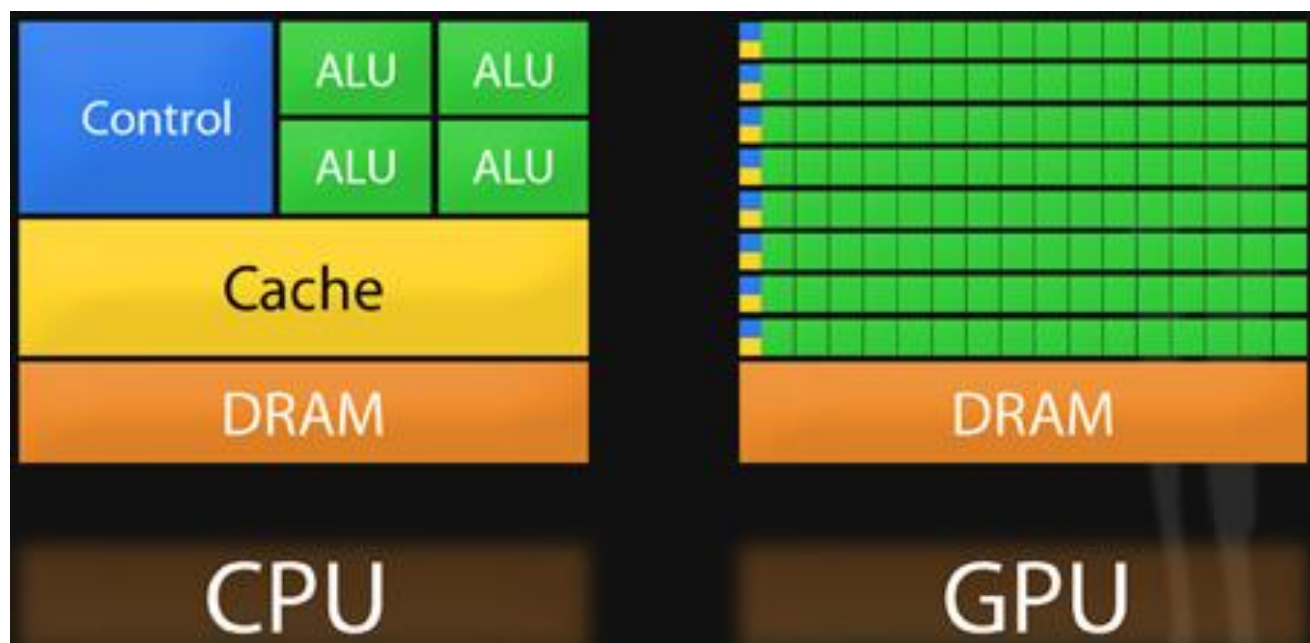 Control
ALU ALU
ALU ALU
Cache
DRAM
CPU
DRAM
GPU